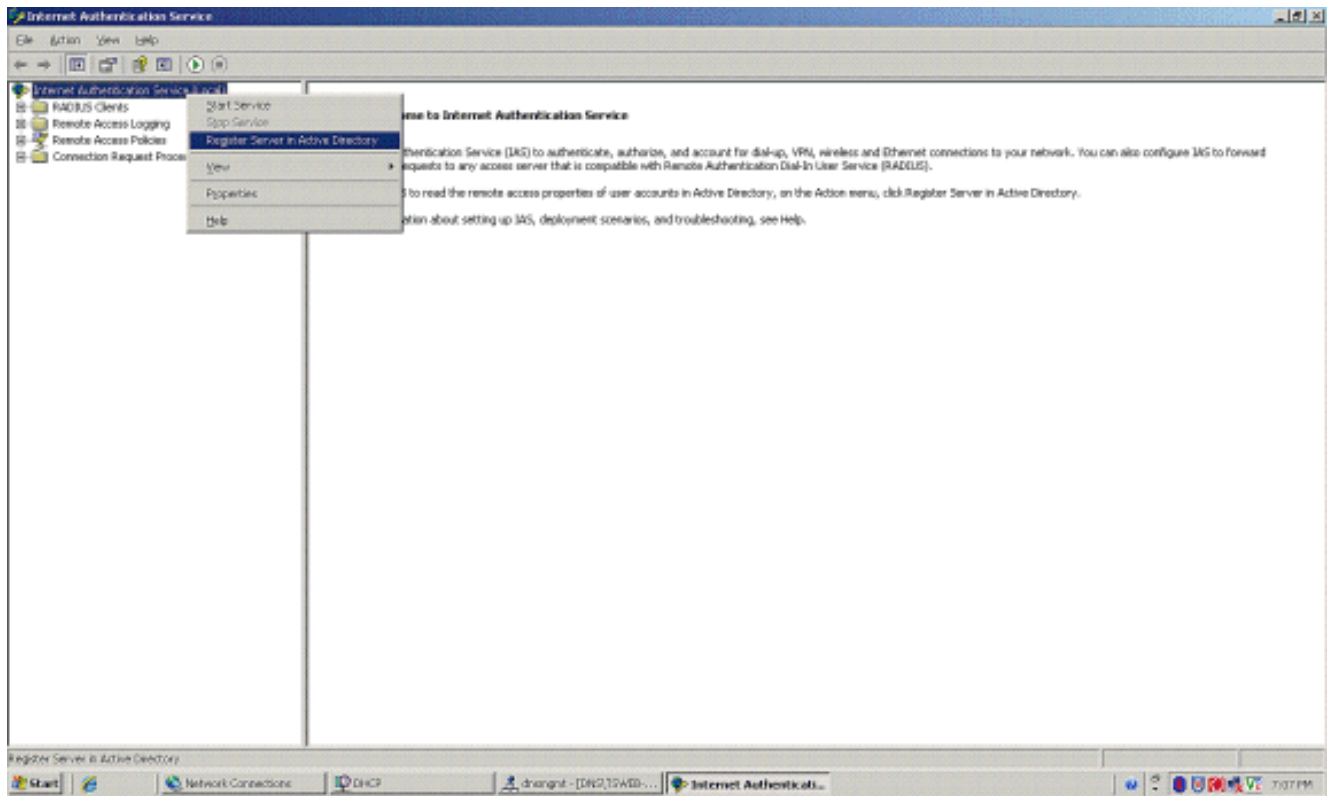 Internet Authentication Service
File Action View Help
Internet Authentication Service (Local)
RADIUS Clients
Remote Access Logging
Remote Access Policies
Connection Request Proce
Start Service
Stop Service
Register Server in Active Directory
View
Properties
Help
me to Internet Authentication Service
thentication Service (IAS) to authenticate, authorize, and account for dial-up, VPN, wireless and Ethernet connections to your network. You can also configure IAS to forward
equests to any access server that is compatible with Remote Authentication Dial-In User Service (RADIUS).
to read the remote access properties of user accounts in Active Directory, on the Action menu, click Register Server in Active Directory.
ation about setting up IAS, deployment scenarios, and troubleshooting, see Help.
Register Server in Active Directory
Start Network Connections DHCP Internet Authenticati... 7:07 PM